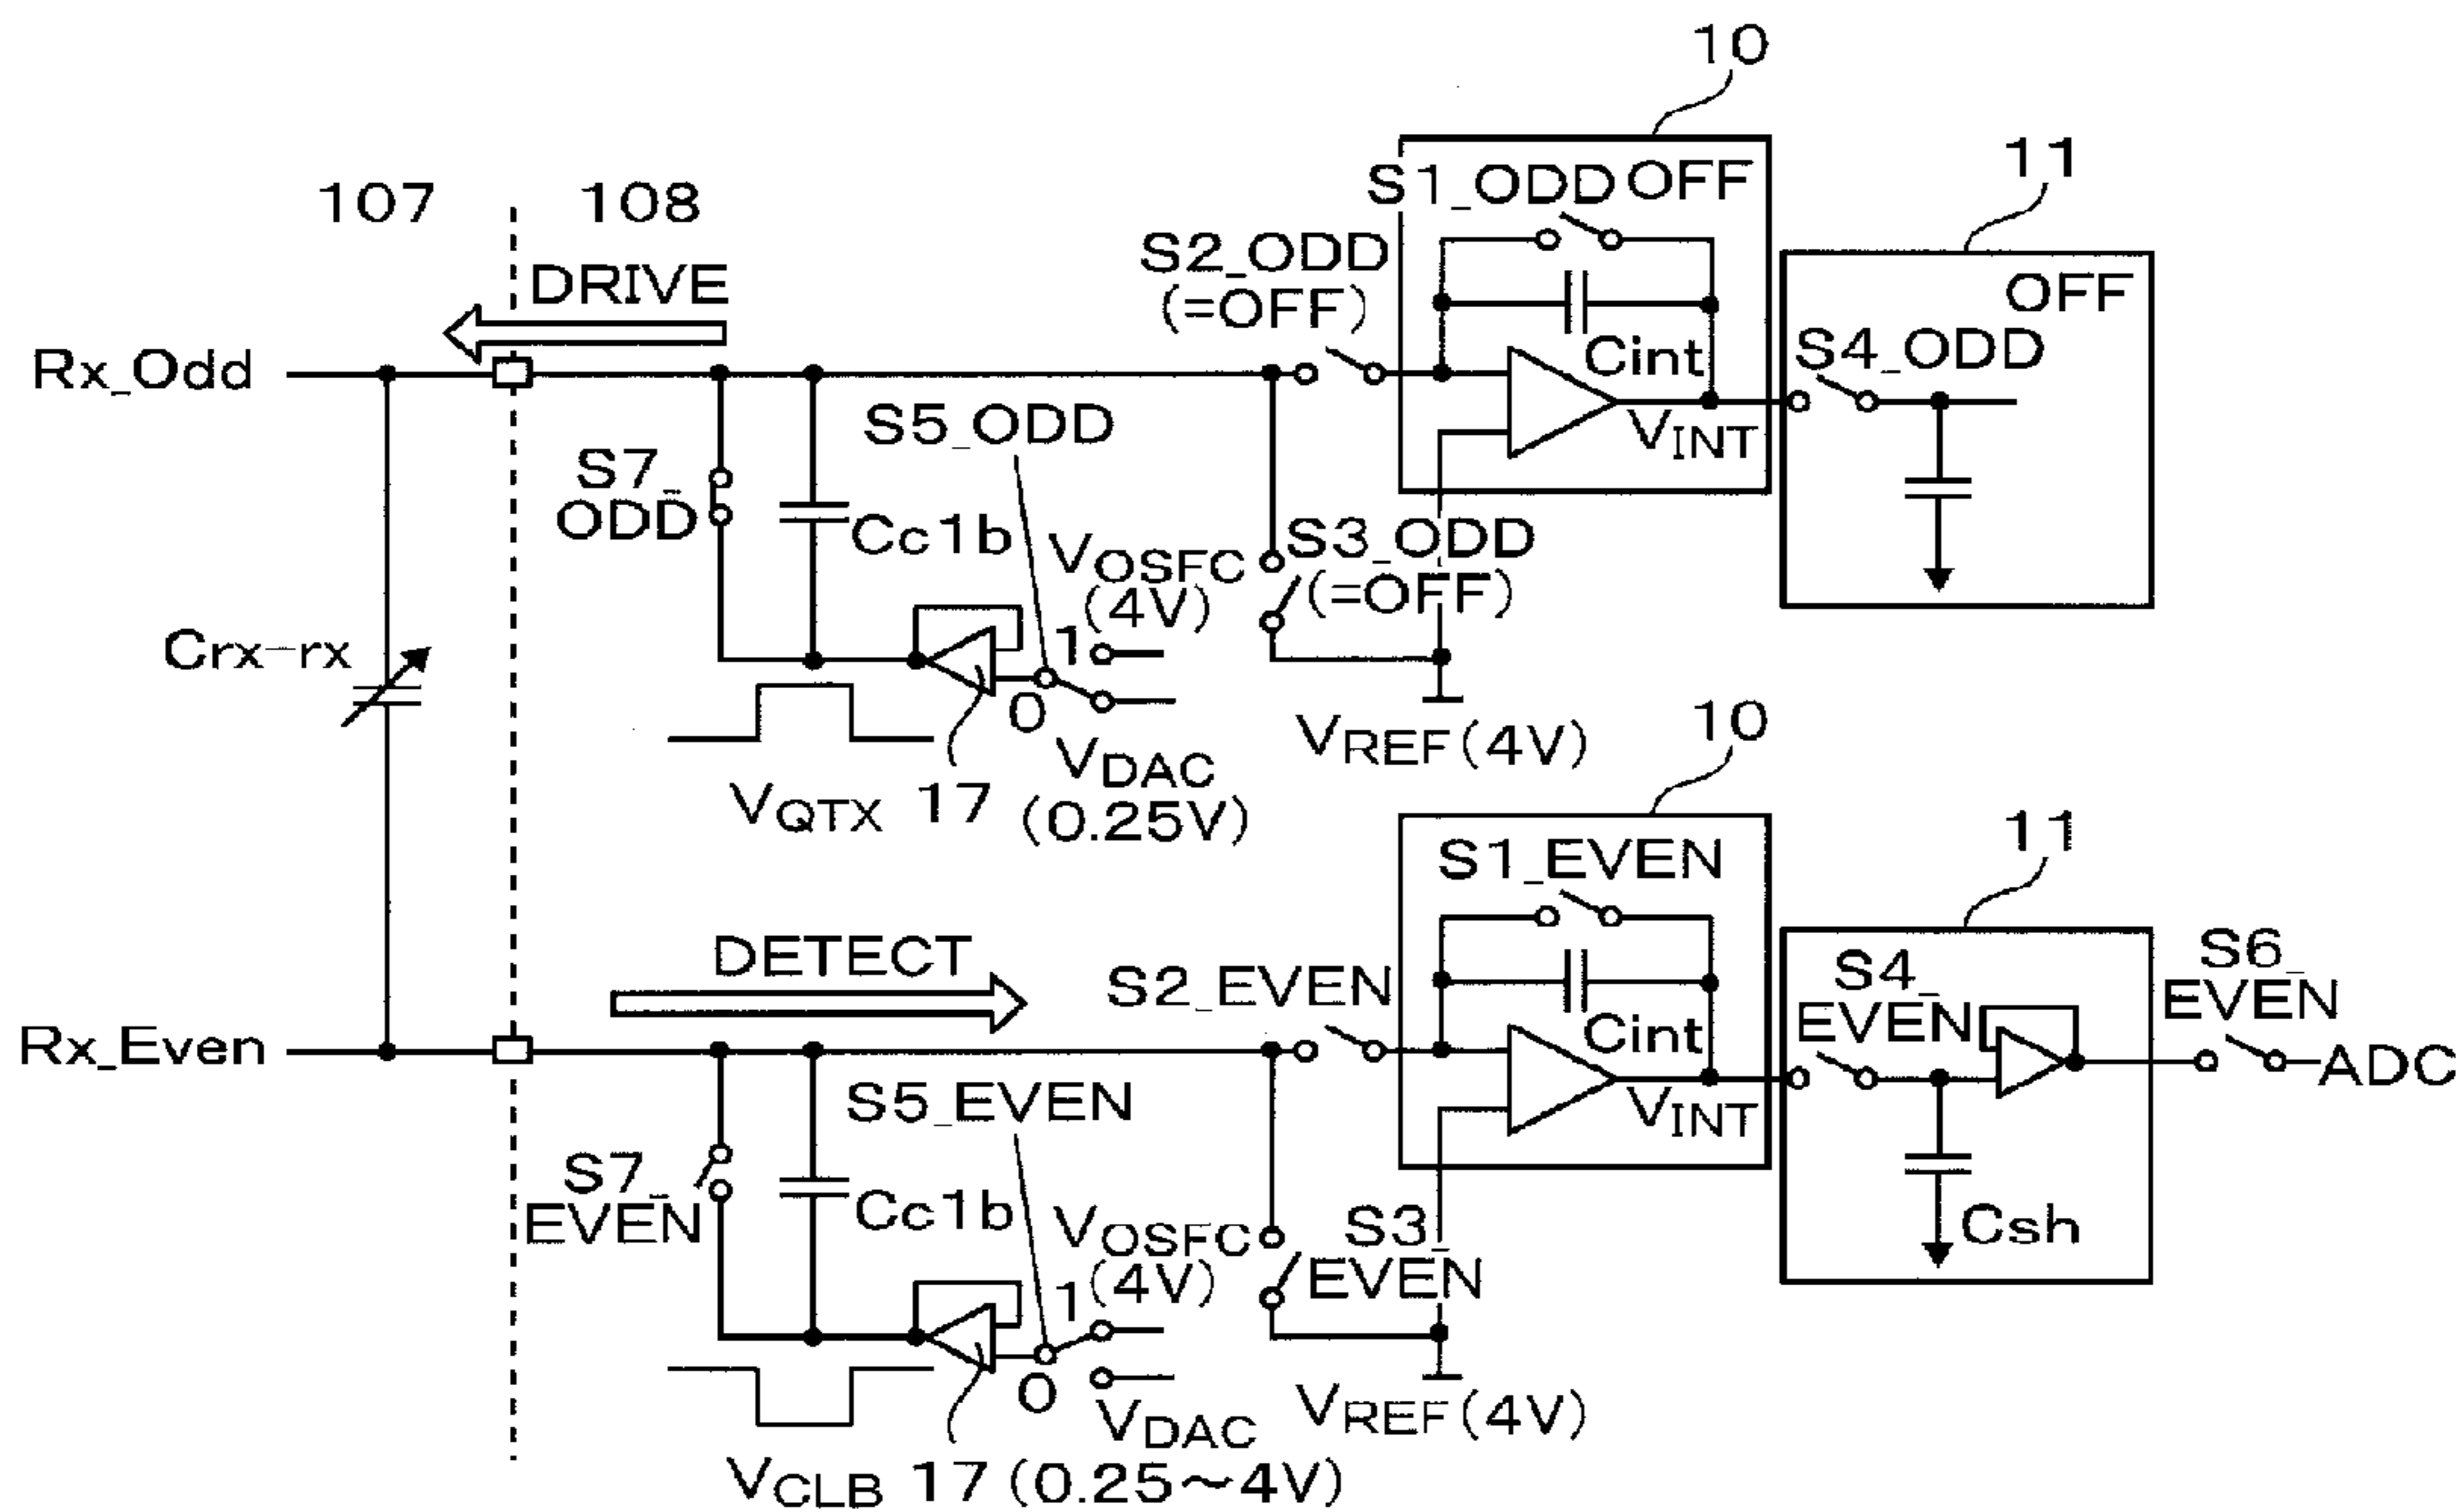 10
11
107
108
S1_ODD OFF
OFF
S2_ODD
(=OFF)
DRIVE
Rx_Odd
Cint
S4_ODD
S5_ODD
VINT
S7_
ODD
Cc1b
VOSFC
(4V)
S3_ODD
(=OFF)
1
Crx-rx
0
VREF(4V)
VDAC
(0.25V)
VQTX
17
10
11
S1_EVEN
DETECT
S2_EVEN
S4_
EVEN
S6_
EVEN
Rx_Even
Cint
ADC
S5_EVEN
VINT
S7_
EVEN
Cc1b
VOSFC
(4V)
S3_
EVEN
Csh
1
0
VDAC
VREF(4V)
VCLB
17
(0.25~4V)